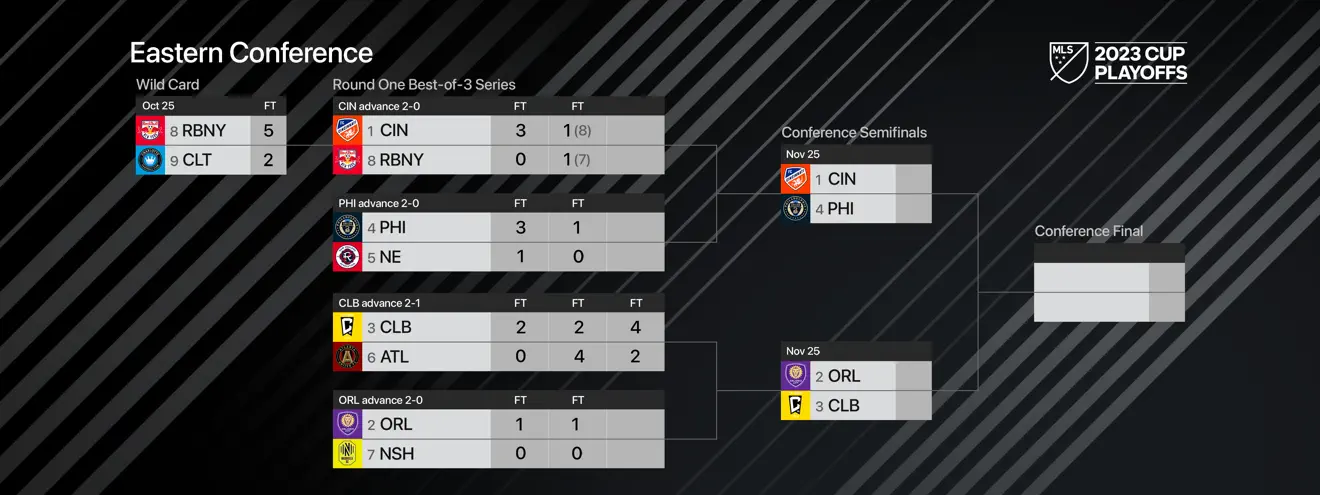 Eastern Conference
MLS
2023 CUP
PLAYOFFS
Wild Card
Oct 25 FT
8 RBNY 5
9 CLT 2
Round One Best-of-3 Series
CIN advance 2-0 FT FT
1 CIN 3 1 (8)
8 RBNY 0 1 (7)
PHI advance 2-0 FT FT
4 PHI 3 1
5 NE 1 0
CLB advance 2-1 FT FT FT
3 CLB 2 2 4
6 ATL 0 4 2
ORL advance 2-0 FT FT
2 ORL 1 1
7 NSH 0 0
Conference Semifinals
Nov 25
1 CIN
4 PHI
Nov 25
2 ORL
3 CLB
Conference Final